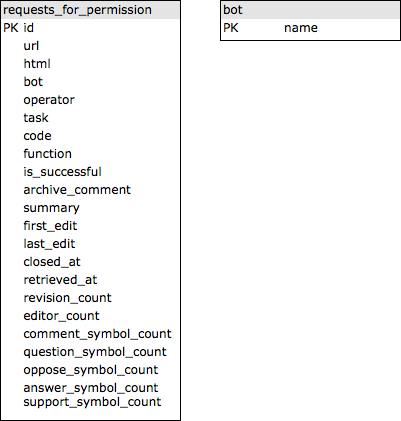 requests_for_permission
PK id
url
html
bot
operator
task
code
function
is_successful
archive_comment
summary
first_edit
last_edit
closed_at
retrieved_at
revision_count
editor_count
comment_symbol_count
question_symbol_count
oppose_symbol_count
answer_symbol_count
support_symbol_count
bot
PK name